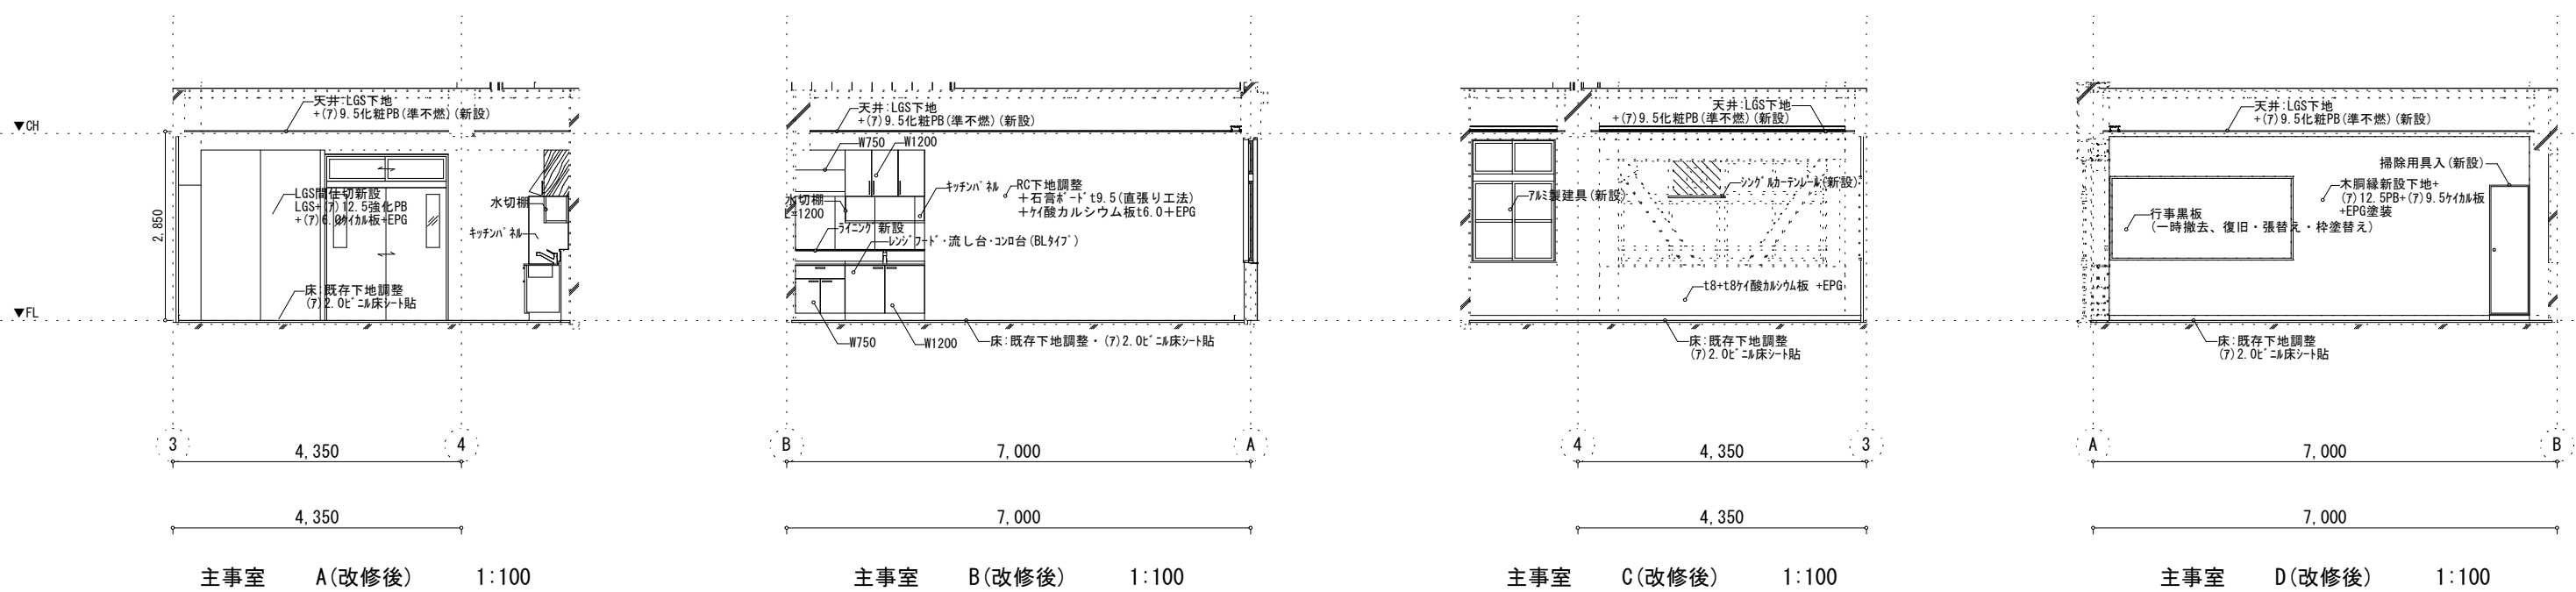 ▼CH
▼FL
2,850
天井:LGS下地
+(ｱ)9.5化粧PB(準不燃)(新設)
LGS間仕切新設
LGS+(ｱ)12.5強化PB
+(ｱ)6.0ｹｲｶﾙ板+EPG
水切棚
ｷｯﾁﾝﾊﾟﾈﾙ
床:既存下地調整
(ｱ)2.0ﾋﾞﾆﾙ床ｼｰﾄ貼
3
4
4,350
4,350
主事室 A(改修後) 1:100
天井:LGS下地
+(ｱ)9.5化粧PB(準不燃)(新設)
W750
W1200
水切棚
L=1200
ｷｯﾁﾝﾊﾟﾈﾙ
RC下地調整
+石膏ﾎﾞｰﾄﾞt9.5(直張り工法)
+ｹｲ酸カルシウム板t6.0+EPG
ﾗｲﾆﾝｸﾞ新設
ﾚﾝｼﾞﾌｰﾄﾞ・流し台・ｺﾝﾛ台(BLﾀｲﾌﾟ)
W750
W1200
床:既存下地調整・(ｱ)2.0ﾋﾞﾆﾙ床ｼｰﾄ貼
B
A
7,000
7,000
主事室 B(改修後) 1:100
天井:LGS下地
+(ｱ)9.5化粧PB(準不燃)(新設)
ｱﾙﾐ製建具(新設)
ｼﾝｸﾞﾙｶｰﾃﾝﾚｰﾙ(新設)
t8+t8ｹｲ酸ｶﾙｼｳﾑ板 +EPG
床:既存下地調整
(ｱ)2.0ﾋﾞﾆﾙ床ｼｰﾄ貼
4
3
4,350
4,350
主事室 C(改修後) 1:100
天井:LGS下地
+(ｱ)9.5化粧PB(準不燃)(新設)
掃除用具入(新設)
木胴縁新設下地+
(ｱ)12.5PB+(ｱ)9.5ｹｲｶﾙ板
+EPG塗装
行事黒板
(一時撤去、復旧・張替え・枠塗替え)
床:既存下地調整
(ｱ)2.0ﾋﾞﾆﾙ床ｼｰﾄ貼
A
B
7,000
7,000
主事室 D(改修後) 1:100